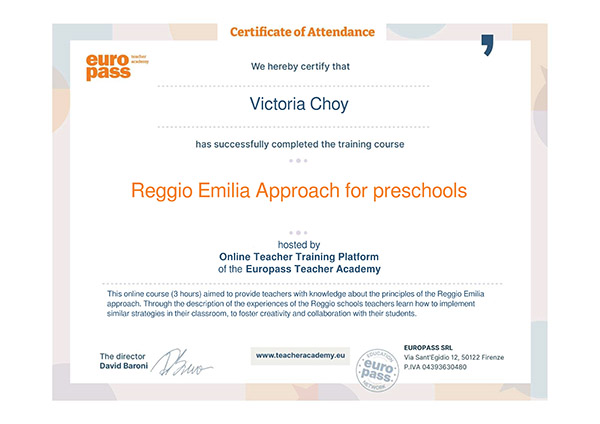 Certificate of Attendance
euro
pass
teacher
academy
We hereby certify that
Victoria Choy
has successfully completed the training course
Reggio Emilia Approach for preschools
hosted by
Online Teacher Training Platform
of the Europass Teacher Academy
This online course (3 hours) aimed to provide teachers with knowledge about the principles of the Reggio Emilia
approach. Through the description of the experiences of the Reggio schools teachers learn how to implement
similar strategies in their classroom, to foster creativity and collaboration with their students.
The director
David Baroni
www.teacheracademy.eu
EDUCATION
euro
pass
NETWORK
EUROPASS SRL
Via Sant'Egidio 12, 50122 Firenze
P.IVA 04393630480